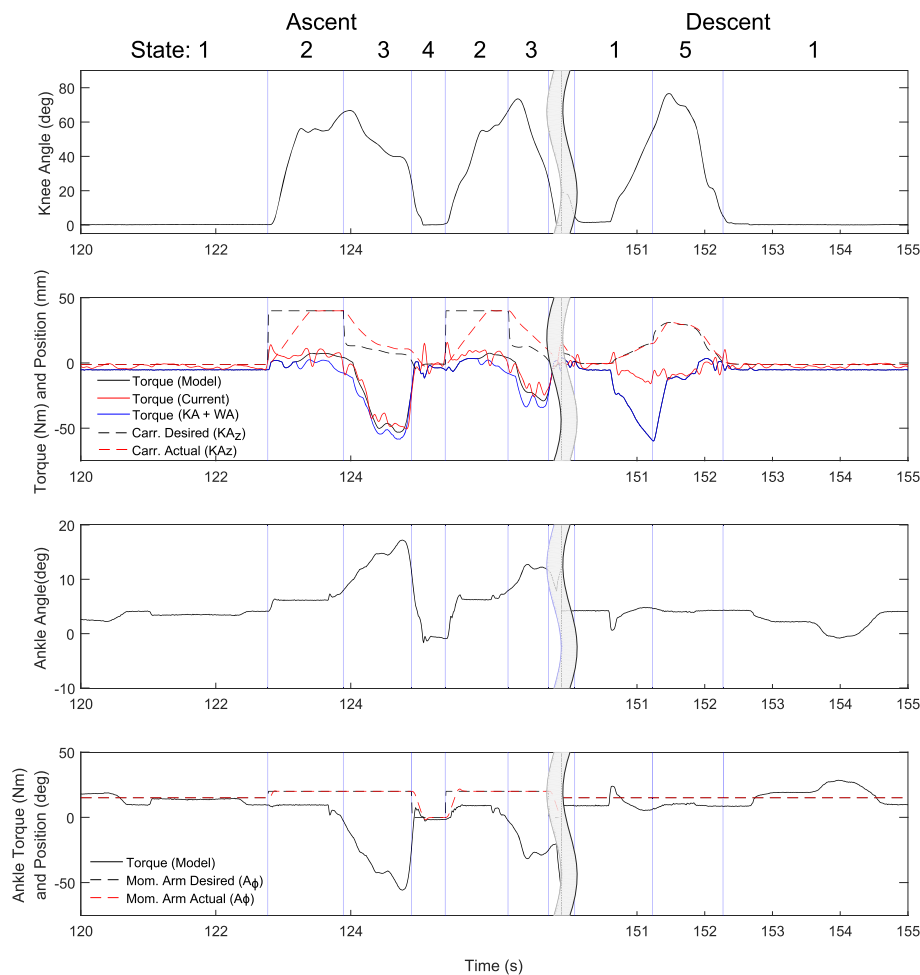 Ascent Descent
State: 1 2 3 4 2 3 1 5 1
80
60
40
20
0
Knee Angle (deg)
120 122 124 151 152 153 154 155
50
0
-50
Torque (Nm) and Position (mm)
Torque (Model)
Torque (Current)
Torque (KA + WA)
Carr. Desired (KAz)
Carr. Actual (KAz)
120 122 124 151 152 153 154 155
20
10
0
-10
Ankle Angle(deg)
120 122 124 151 152 153 154 155
50
0
-50
Ankle Torque (Nm)
and Position (deg)
Torque (Model)
Mom. Arm Desired (Aϕ)
Mom. Arm Actual (Aϕ)
120 122 124 151 152 153 154 155
Time (s)